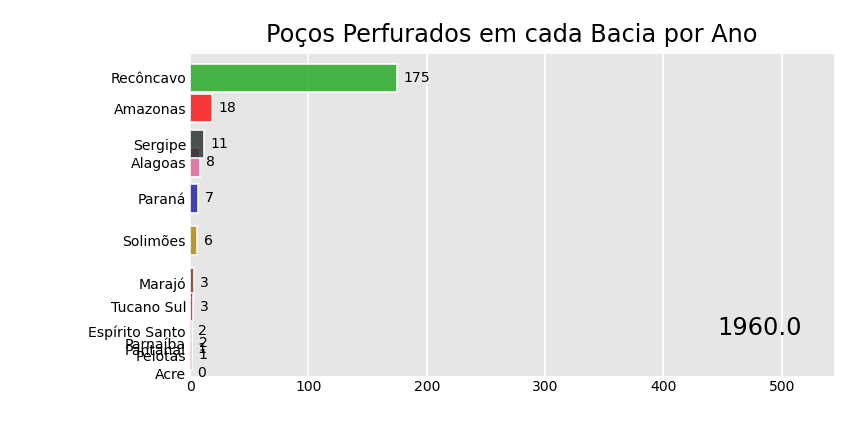 Poços Perfurados em cada Bacia por Ano
Recôncavo 175
Amazonas 18
Sergipe 11
Alagoas 8
Paraná 7
Solimões 6
Marajó 3
Tucano Sul 3
1960.0
Espírito Santo 2
Parnaíba 2
Pantanal 1
Pelotas 1
Acre 0
0 100 200 300 400 500